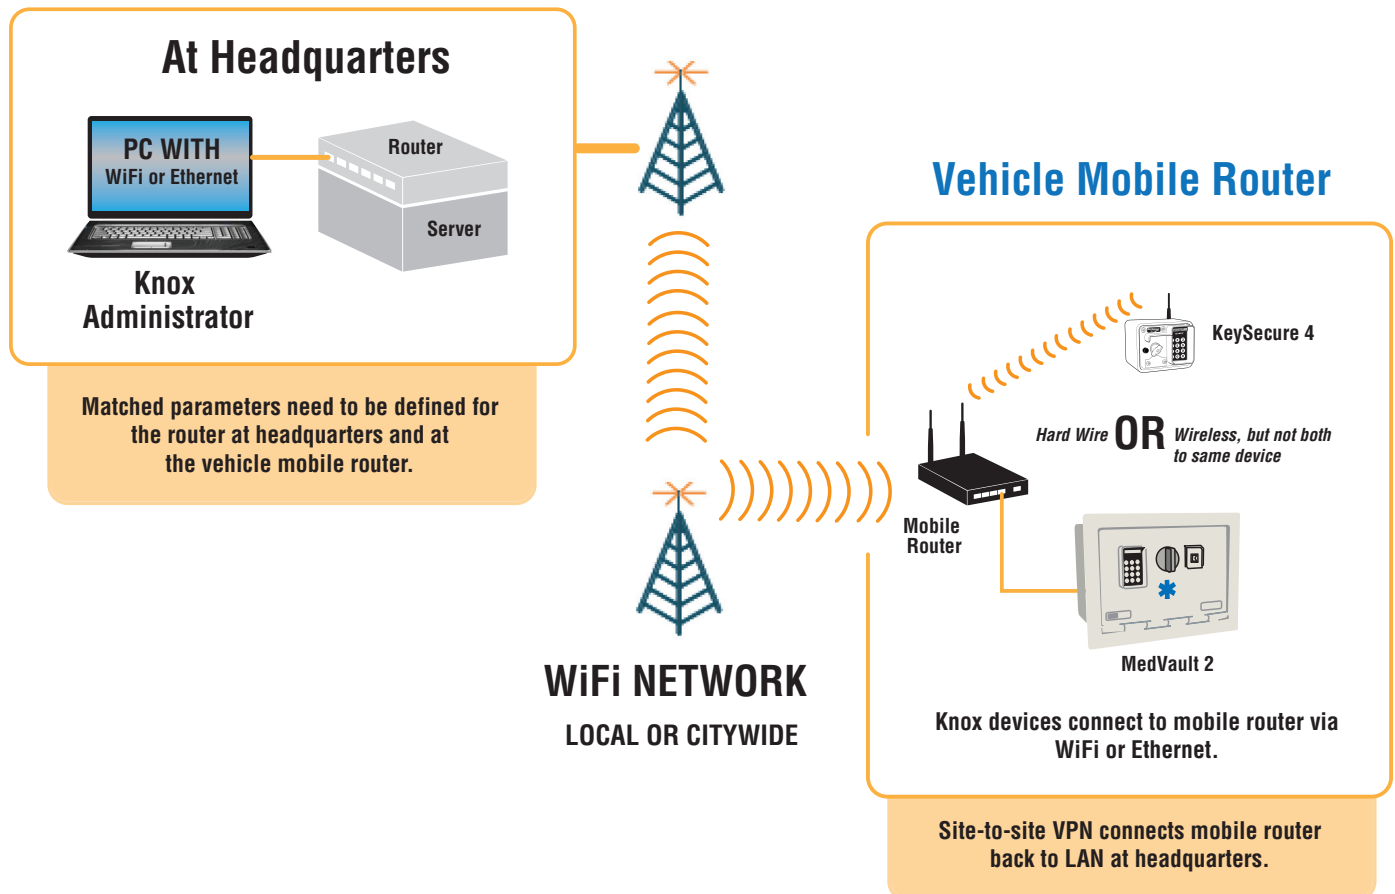 At Headquarters
PC WITH
WiFi or Ethernet
Router
Server
Knox
Administrator
Matched parameters need to be defined for
the router at headquarters and at
the vehicle mobile router.
WiFi NETWORK
LOCAL OR CITYWIDE
Vehicle Mobile Router
KeySecure 4
Hard Wire OR Wireless, but not both
to same device
Mobile
Router
MedVault 2
Knox devices connect to mobile router via
WiFi or Ethernet.
Site-to-site VPN connects mobile router
back to LAN at headquarters.